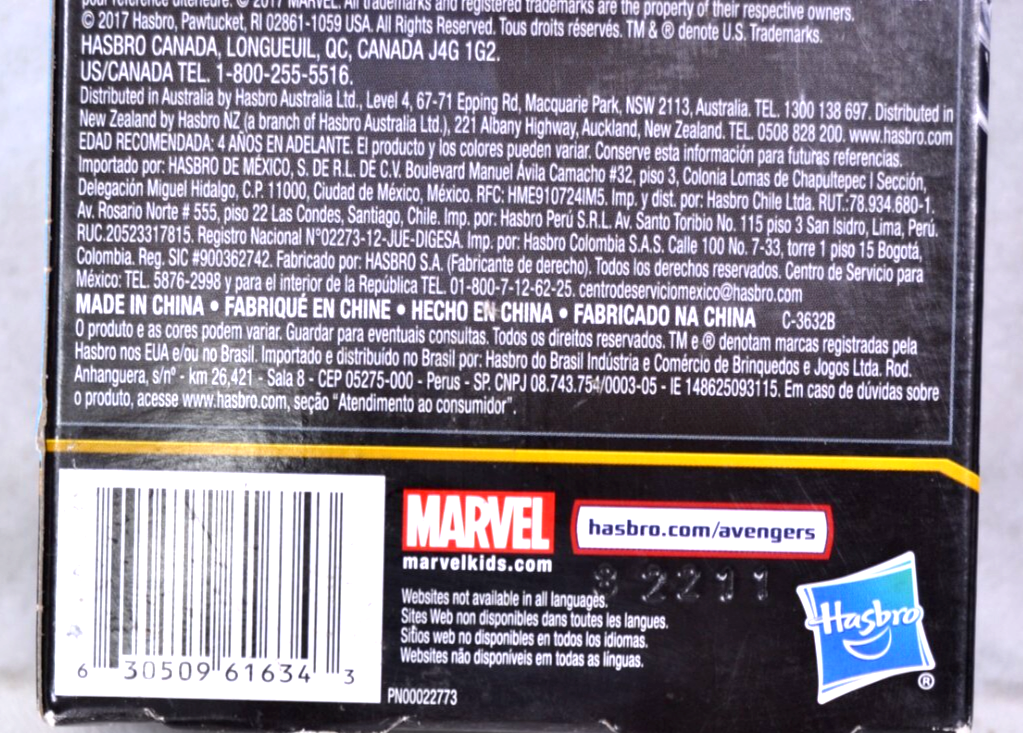 pour référence ultérieure. © 2017 MARVEL. All trademarks and registered trademarks are the property of their respective owners.
© 2017 Hasbro, Pawtucket, RI 02861-1059 USA. All Rights Reserved. Tous droits réservés. TM & ® denote U.S. Trademarks.
HASBRO CANADA, LONGUEUIL, QC, CANADA J4G 1G2.
US/CANADA TEL. 1-800-255-5516.
Distributed in Australia by Hasbro Australia Ltd., Level 4, 67-71 Epping Rd, Macquarie Park, NSW 2113, Australia. TEL. 1300 138 697. Distributed in
New Zealand by Hasbro NZ (a branch of Hasbro Australia Ltd.), 221 Albany Highway, Auckland, New Zealand. TEL. 0508 828 200. www.hasbro.com
EDAD RECOMENDADA: 4 AÑOS EN ADELANTE. El producto y los colores pueden variar. Conserve esta información para futuras referencias.
Importado por: HASBRO DE MÉXICO, S. DE R.L. DE C.V. Boulevard Manuel Ávila Camacho #32, piso 3, Colonia Lomas de Chapultepec I Sección,
Delegación Miguel Hidalgo, C.P. 11000, Ciudad de México, México. RFC: HME910724IM5. Imp. y dist. por: Hasbro Chile Ltda. RUT.:78.934.680-1,
Av. Rosario Norte # 555, piso 22 Las Condes, Santiago, Chile. Imp. por: Hasbro Perú S.R.L. Av. Santo Toribio No. 115 piso 3 San Isidro, Lima, Perú.
RUC.20523317815. Registro Nacional N°02273-12-JUE-DIGESA. Imp. por: Hasbro Colombia S.A.S. Calle 100 No. 7-33, torre 1 piso 15 Bogotá,
Colombia. Reg. SIC #900362742. Fabricado por: HASBRO S.A. (Fabricante de derecho). Todos los derechos reservados. Centro de Servicio para
México: TEL. 5876-2998 y para el interior de la República TEL. 01-800-7-12-62-25. centrodeserviciomexico@hasbro.com
MADE IN CHINA • FABRIQUÉ EN CHINE • HECHO EN CHINA • FABRICADO NA CHINA C-3632B
O produto e as cores podem variar. Guardar para eventuais consultas. Todos os direitos reservados. TM e ® denotam marcas registradas pela
Hasbro nos EUA e/ou no Brasil. Importado e distribuído no Brasil por: Hasbro do Brasil Indústria e Comércio de Brinquedos e Jogos Ltda. Rod.
Anhanguera, s/nº - km 26,421 - Sala 8 - CEP 05275-000 - Perus - SP. CNPJ 08.743.754/0003-05 - IE 148625093115. Em caso de dúvidas sobre
o produto, acesse www.hasbro.com, seção "Atendimento ao consumidor".
MARVEL
marvelkids.com
hasbro.com/avengers
2211
Websites not available in all languages.
Sites Web non disponibles dans toutes les langues.
Sitios web no disponibles en todos los idiomas.
Websites não disponíveis em todas as línguas.
Hasbro
®
6 30509 61634 3
PN00022773